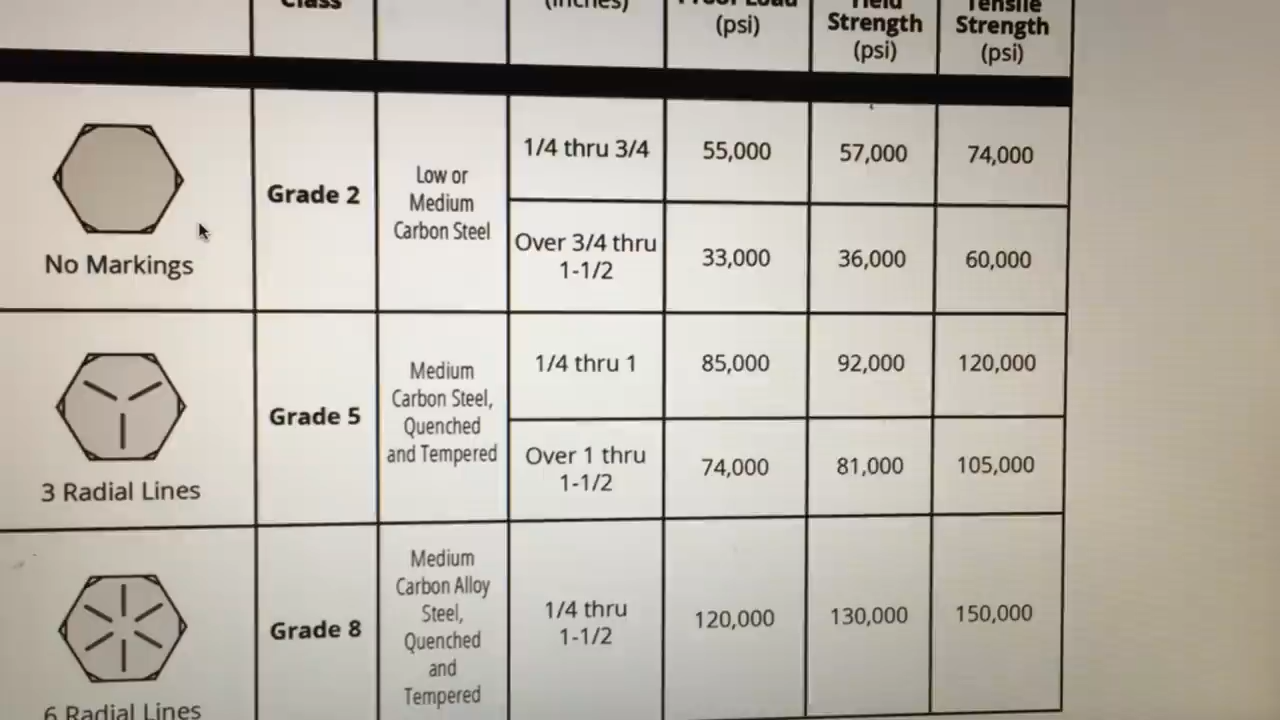 Class
(inches)
Proof Load
(psi)
Yield
Strength
(psi)
Tensile
Strength
(psi)
No Markings
Grade 2
Low or
Medium
Carbon Steel
1/4 thru 3/4
55,000
57,000
74,000
Over 3/4 thru
1-1/2
33,000
36,000
60,000
3 Radial Lines
Grade 5
Medium
Carbon Steel,
Quenched
and Tempered
1/4 thru 1
85,000
92,000
120,000
Over 1 thru
1-1/2
74,000
81,000
105,000
6 Radial Lines
Grade 8
Medium
Carbon Alloy
Steel,
Quenched
and
Tempered
1/4 thru
1-1/2
120,000
130,000
150,000